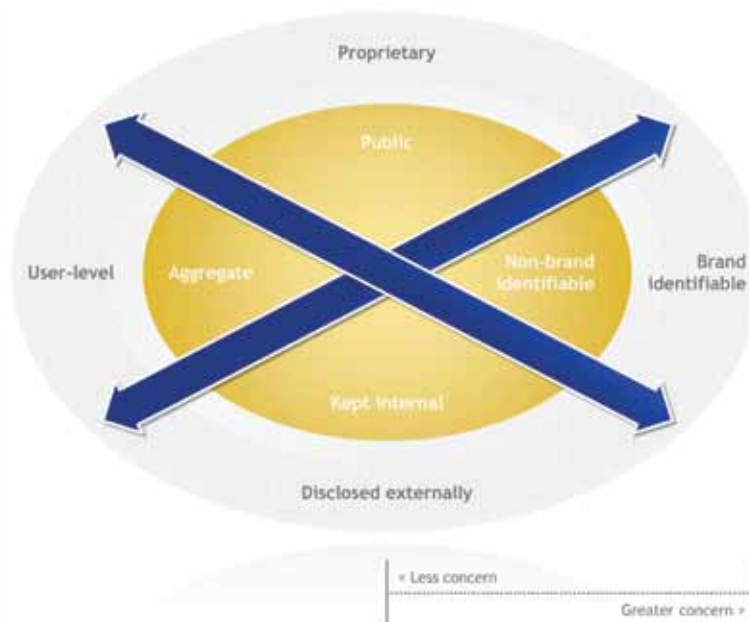 Proprietary
Public
User-level
Aggregate
Non-brand
identifiable
Brand
identifiable
Kept Internal
Disclosed externally
« Less concern
Greater concern »